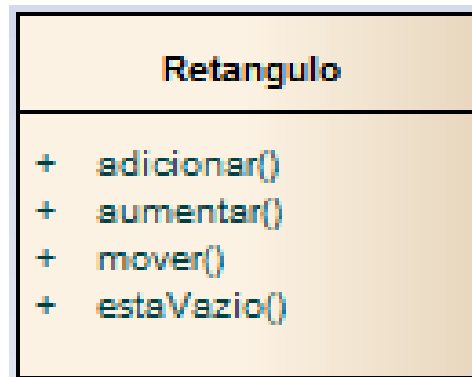 Retangulo
+ adicionar()
+ aumentar()
+ mover()
+ estaVazio()